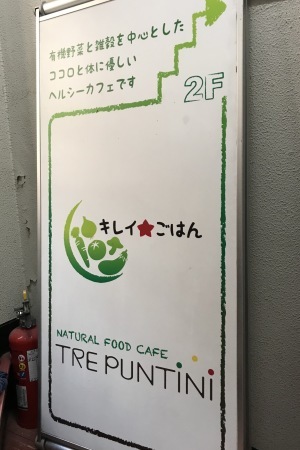 有機野菜と雑穀を中心とした
ココロと体に優しい
ヘルシーカフェです
2F
キレイ★ごはん
NATURAL FOOD CAFE
TRE PUNTINI